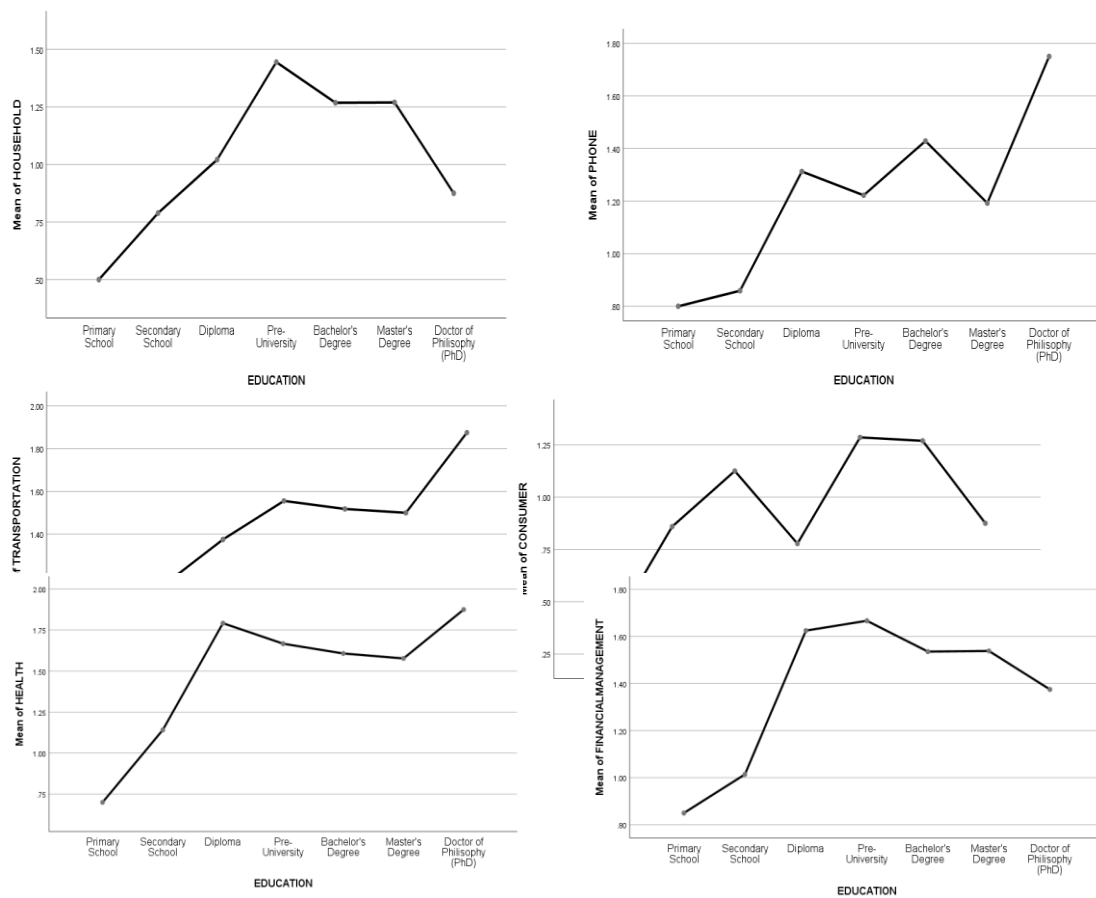 Mean of HOUSEHOLD
1.50
1.25
1.00
.75
.50
Primary
School
Secondary
School
Diploma
Pre-
University
Bachelor's
Degree
Master's
Degree
Doctor of
Philisophy
(PhD)
EDUCATION
Mean of PHONE
1.80
1.60
1.40
1.20
1.00
.80
Primary
School
Secondary
School
Diploma
Pre-
University
Bachelor's
Degree
Master's
Degree
Doctor of
Philisophy
(PhD)
EDUCATION
TRANSPORTATION
2.00
1.80
1.60
1.40
Mean of CONSUMER
1.25
1.00
.75
.50
.25
Mean of HEALTH
2.00
1.75
1.50
1.25
1.00
.75
Primary
School
Secondary
School
Diploma
Pre-
University
Bachelor's
Degree
Master's
Degree
Doctor of
Philisophy
(PhD)
EDUCATION
Mean of FINANCIALMANAGEMENT
1.80
1.60
1.40
1.20
1.00
.80
Primary
School
Secondary
School
Diploma
Pre-
University
Bachelor's
Degree
Master's
Degree
Doctor of
Philisophy
(PhD)
EDUCATION